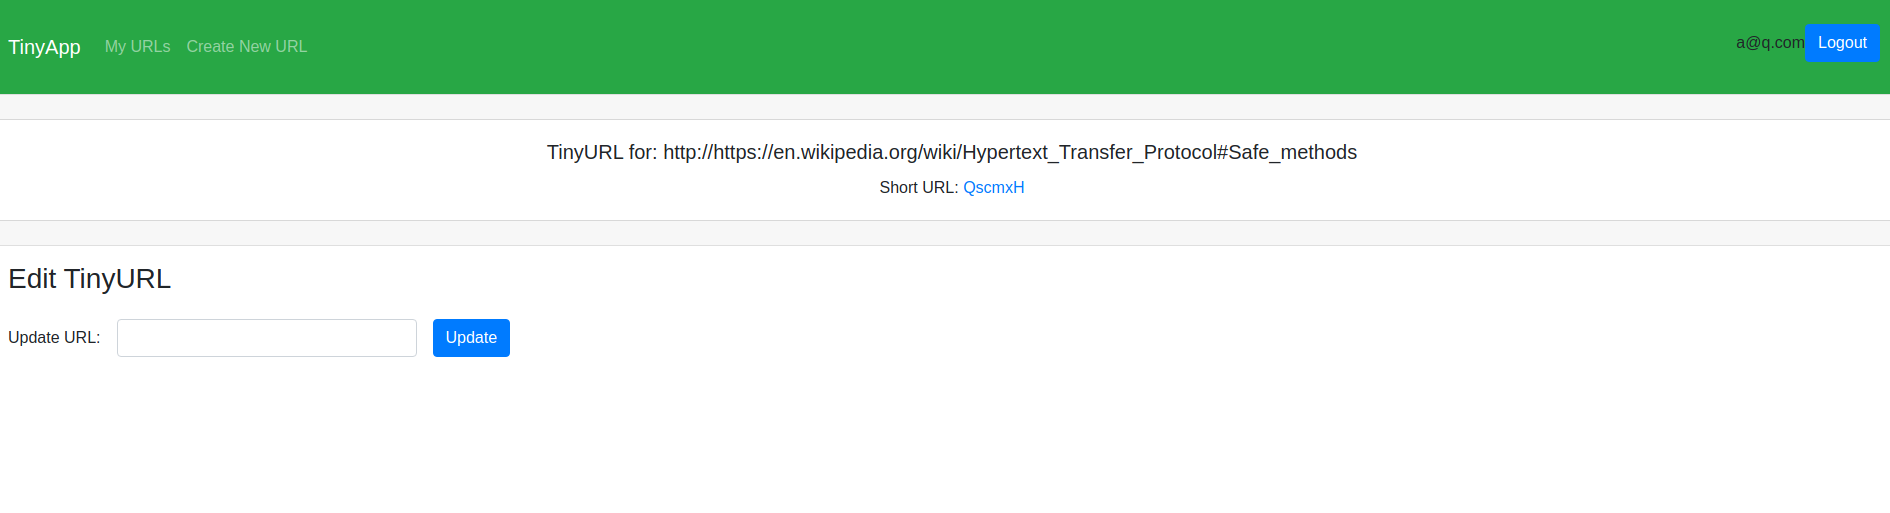 TinyApp My URLs Create New URL a@q.com Logout
TinyURL for: http://https://en.wikipedia.org/wiki/Hypertext_Transfer_Protocol#Safe_methods
Short URL: QscmxH
Edit TinyURL
Update URL: Update